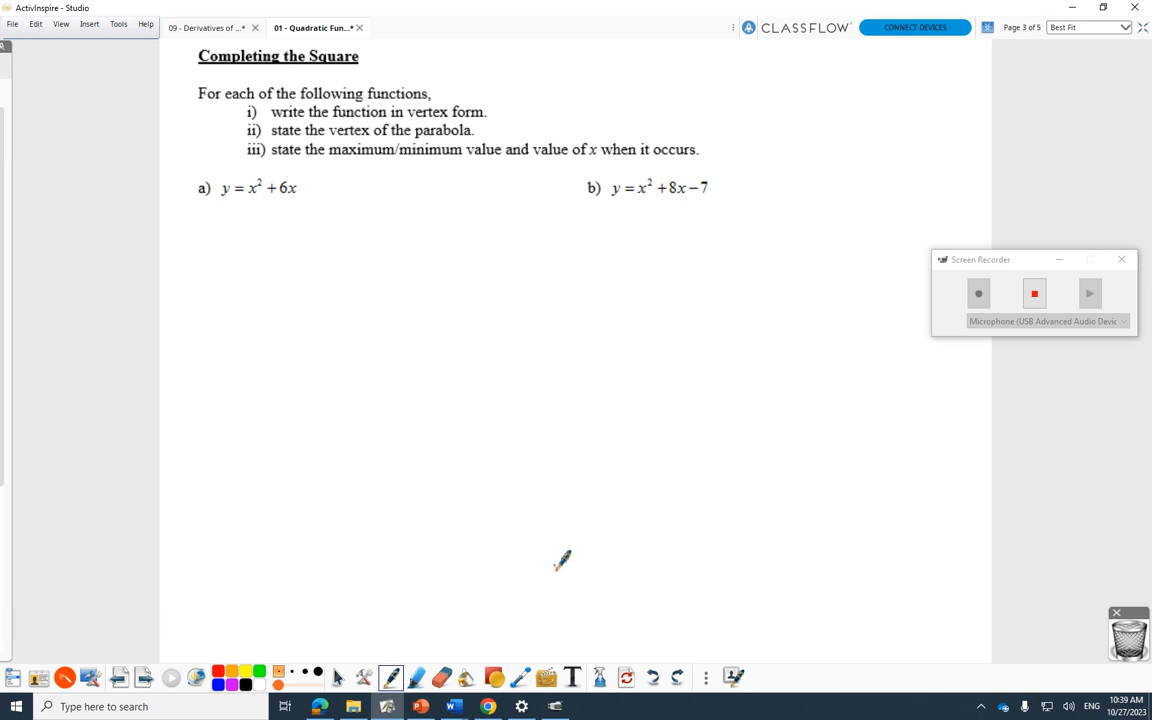 ActivInspire - Studio
File Edit View Insert Tools Help
09 - Derivatives of ...*
01 - Quadratic Fun...*
CLASSFLOW
CONNECT DEVICES
Page 3 of 5
Best Fit
Completing the Square
For each of the following functions,
i) write the function in vertex form.
ii) state the vertex of the parabola.
iii) state the maximum/minimum value and value of x when it occurs.
a) y = x² + 6x
b) y = x² + 8x − 7
Screen Recorder
Microphone (USB Advanced Audio Devic
T
Type here to search
ENG
10:39 AM
10/27/2023